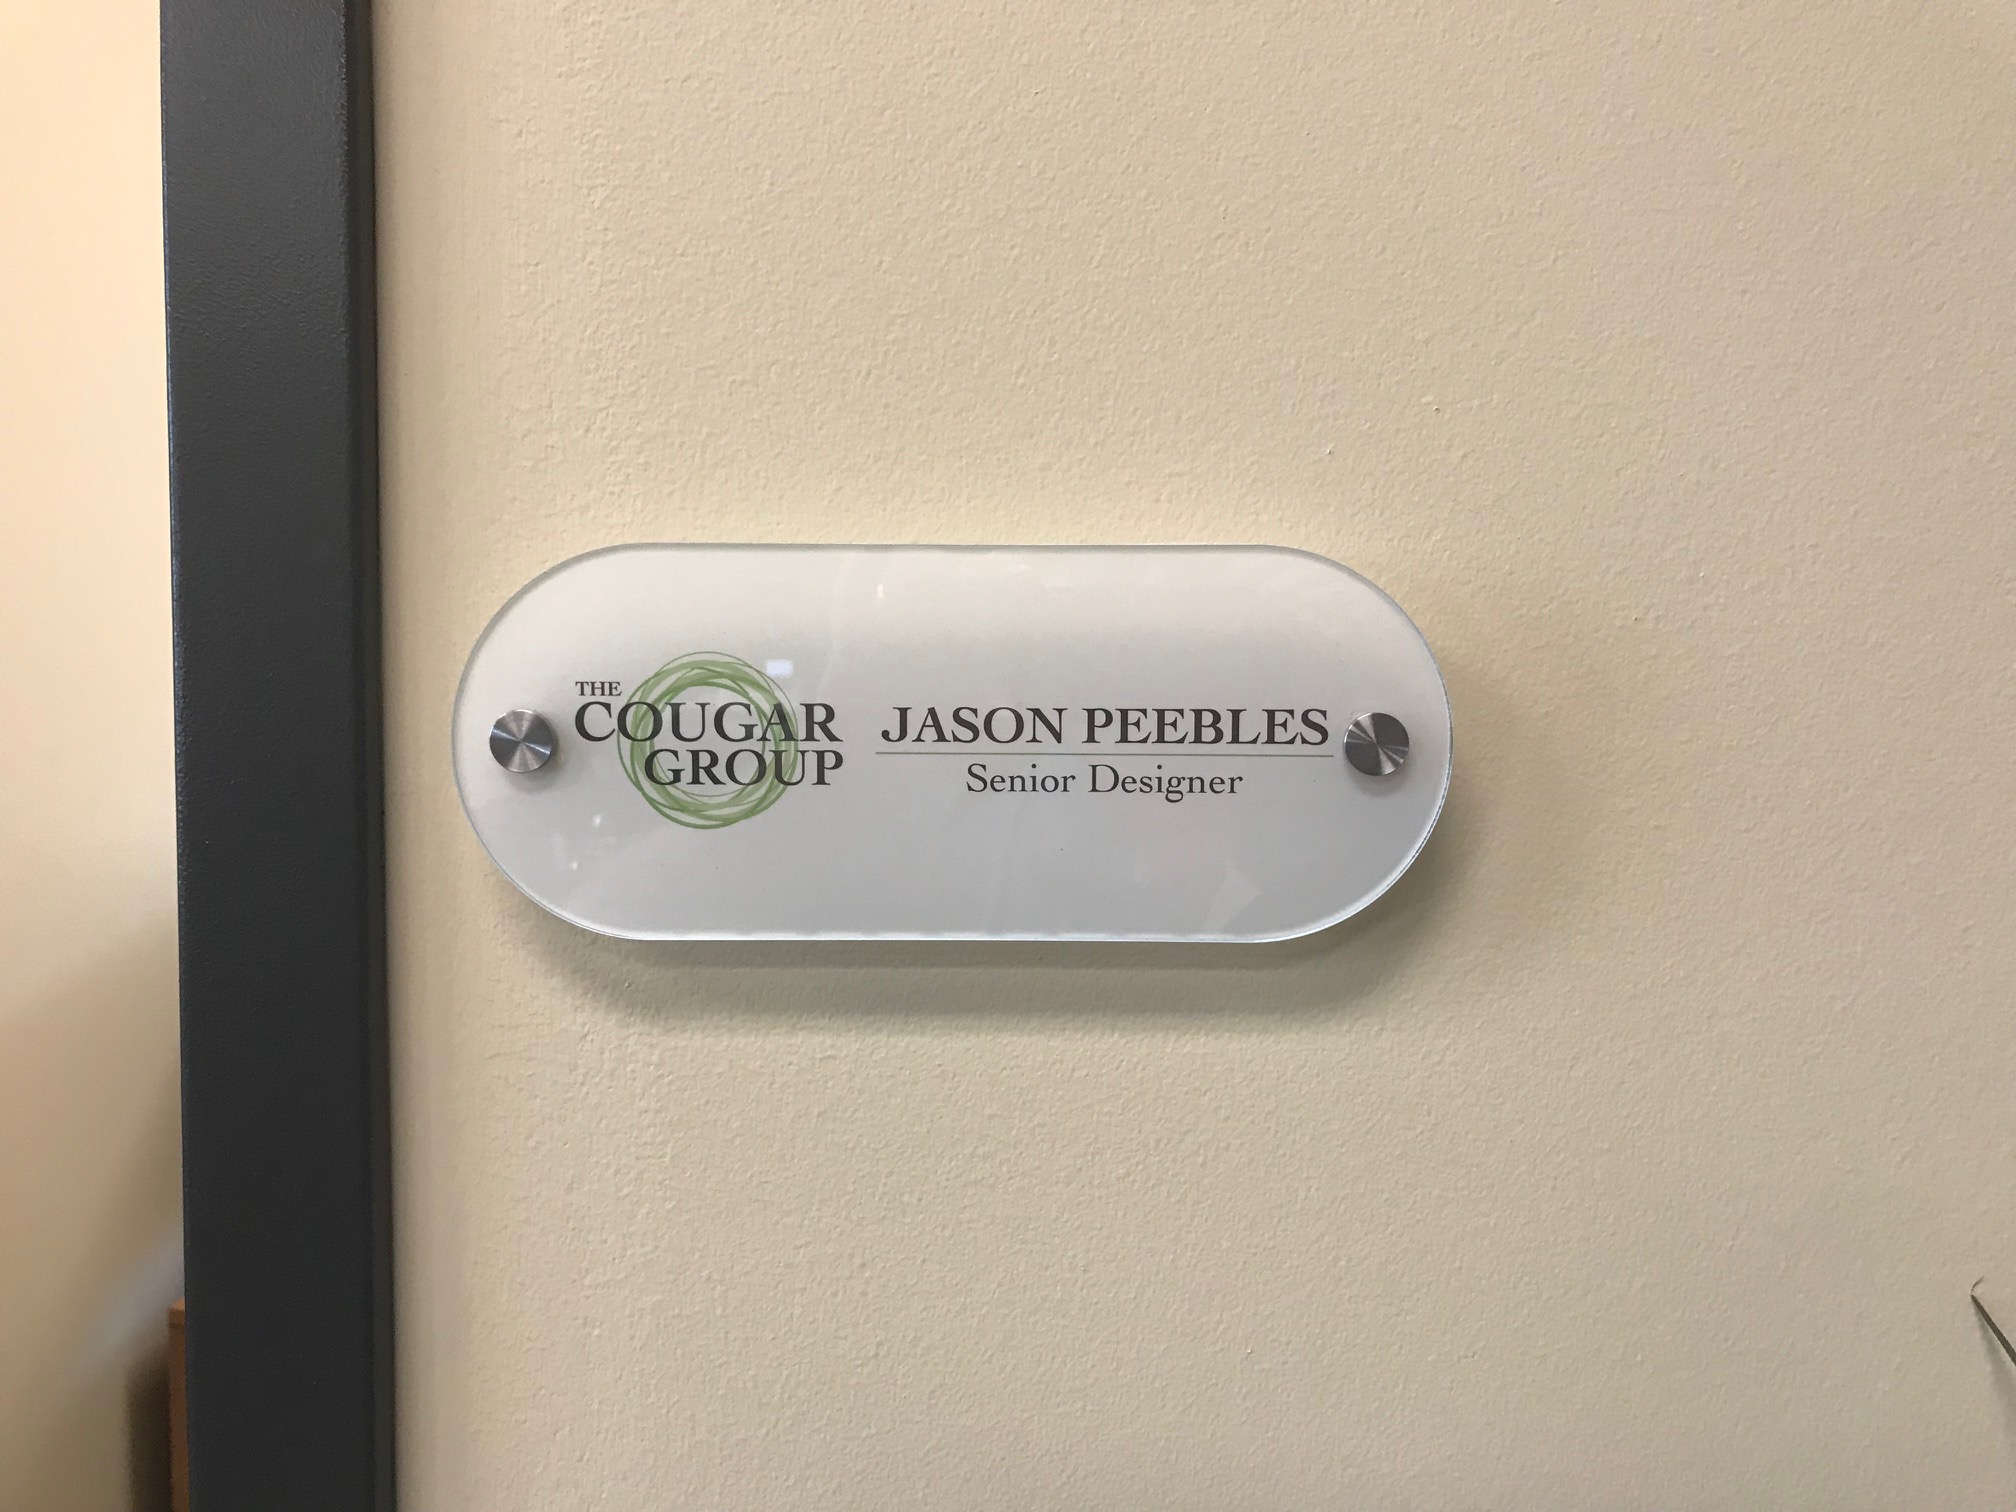 THE
COUGAR
GROUP
JASON PEEBLES
Senior Designer